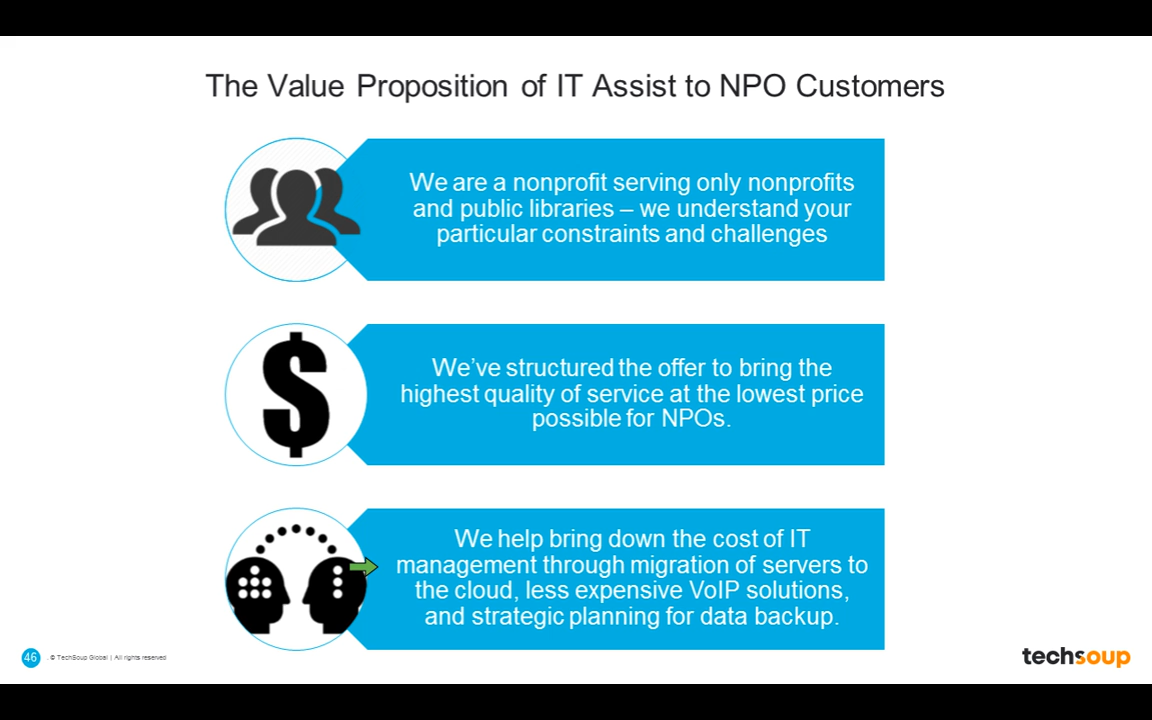 The Value Proposition of IT Assist to NPO Customers
We are a nonprofit serving only nonprofits
and public libraries – we understand your
particular constraints and challenges
$
We’ve structured the offer to bring the
highest quality of service at the lowest price
possible for NPOs.
We help bring down the cost of IT
management through migration of servers to
the cloud, less expensive VoIP solutions,
and strategic planning for data backup.
46
© TechSoup Global | All rights reserved
techsoup